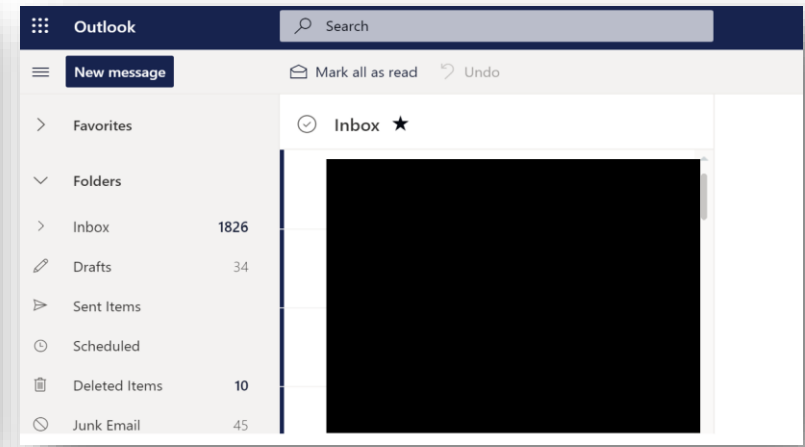 Outlook Search
New message Mark all as read Undo
Favorites Inbox
Folders
Inbox 1826
Drafts 34
Sent Items
Scheduled
Deleted Items 10
Junk Email 45